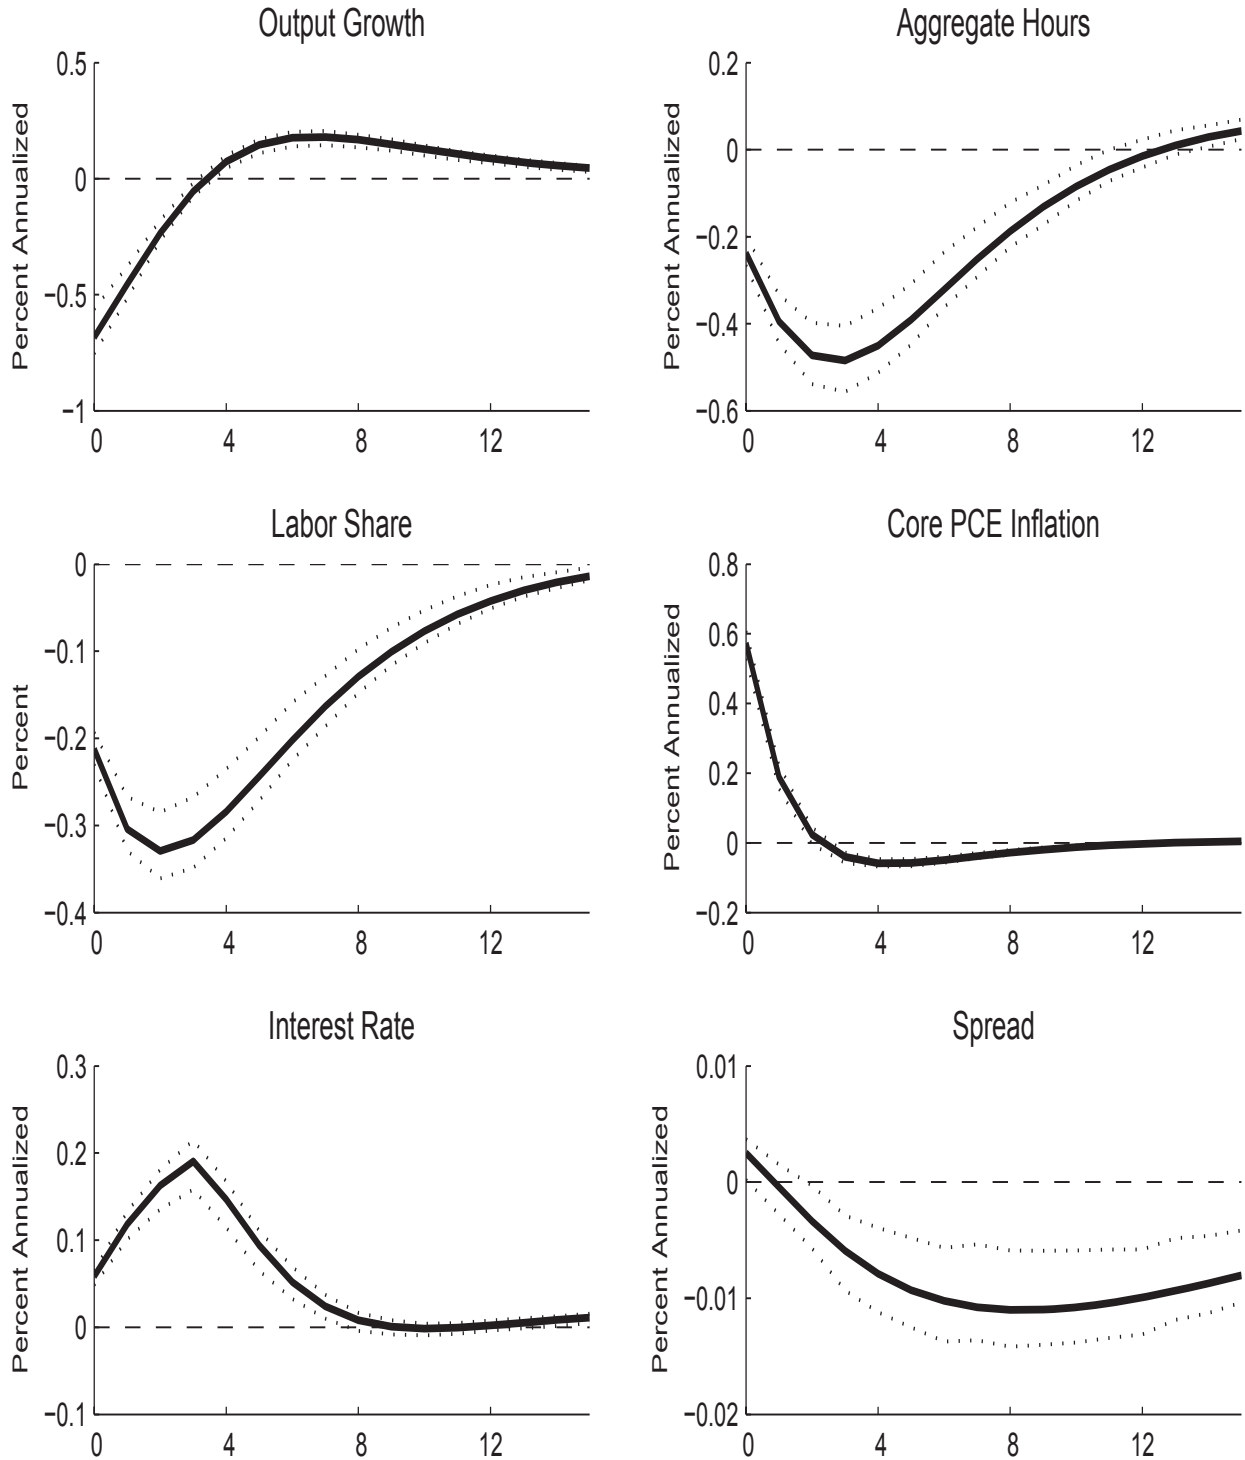 Output Growth
Percent Annualized
0.5
0
−0.5
−1
0 4 8 12
Aggregate Hours
Percent Annualized
0.2
0
−0.2
−0.4
−0.6
0 4 8 12
Labor Share
Percent
0
−0.1
−0.2
−0.3
−0.4
0 4 8 12
Core PCE Inflation
Percent Annualized
0.8
0.6
0.4
0.2
0
−0.2
0 4 8 12
Interest Rate
Percent Annualized
0.3
0.2
0.1
0
−0.1
0 4 8 12
Spread
Percent Annualized
0.01
0
−0.01
−0.02
0 4 8 12